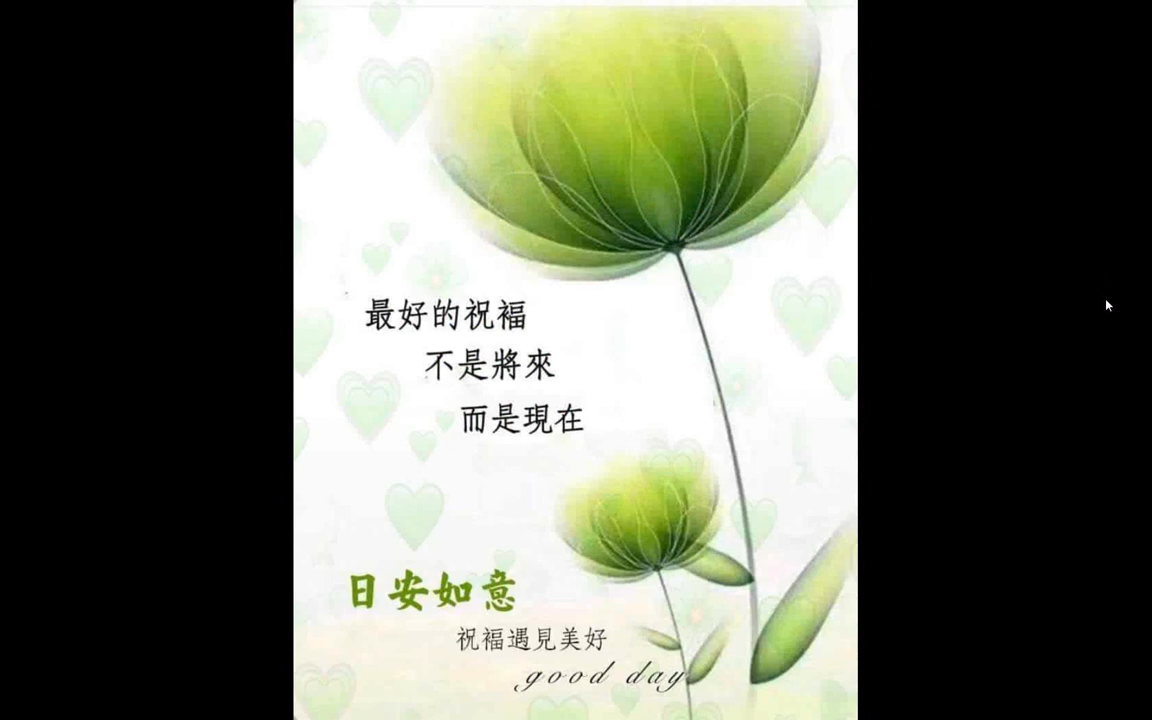 最好的祝福
不是將來
而是現在
日安如意
祝福遇見美好
good day